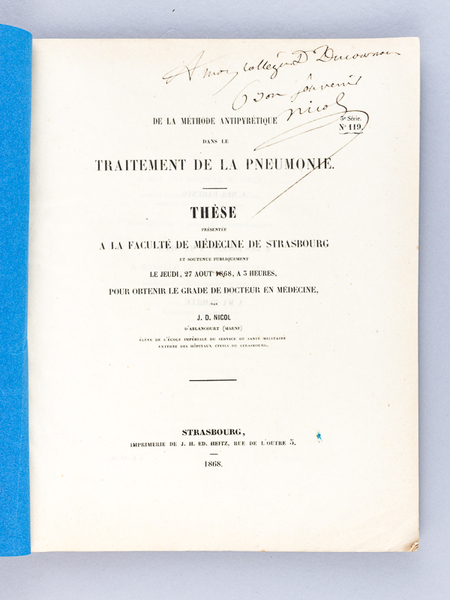 A mon collègue Dr
Bon souvenir
Nicol
DE LA MÉTHODE ANTIPYRÉTIQUE
3e Série.
DANS LE
No 119.
TRAITEMENT DE LA PNEUMONIE.
THÈSE
PRÉSENTÉE
A LA FACULTÉ DE MÉDECINE DE STRASBOURG
ET SOUTENUE PUBLIQUEMENT
LE JEUDI, 27 AOUT 1868, A 3 HEURES,
POUR OBTENIR LE GRADE DE DOCTEUR EN MÉDECINE,
PAR
J. D. NICOL
D'ABLANCOURT (MARNE)
ÉLÈVE DE L'ÉCOLE IMPÉRIALE DU SERVICE DE SANTÉ MILITAIRE
EXTERNE DES HÔPITAUX CIVILS DE STRASBOURG.
STRASBOURG,
IMPRIMERIE DE J. H. ED. HEITZ, RUE DE L'OUTRE 5.
1868.